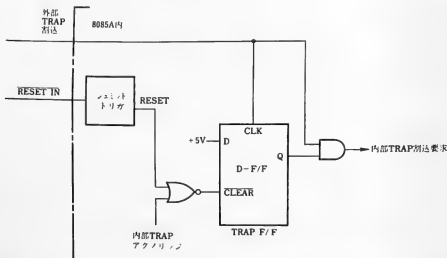 外部
TRAP
割込
8085A内
RESET IN
シュミット
トリガ
RESET
+5V
D
CLK
D-F/F
Q
CLEAR
TRAP F/F
内部TRAP
アクノリッジ
内部TRAP割込要求